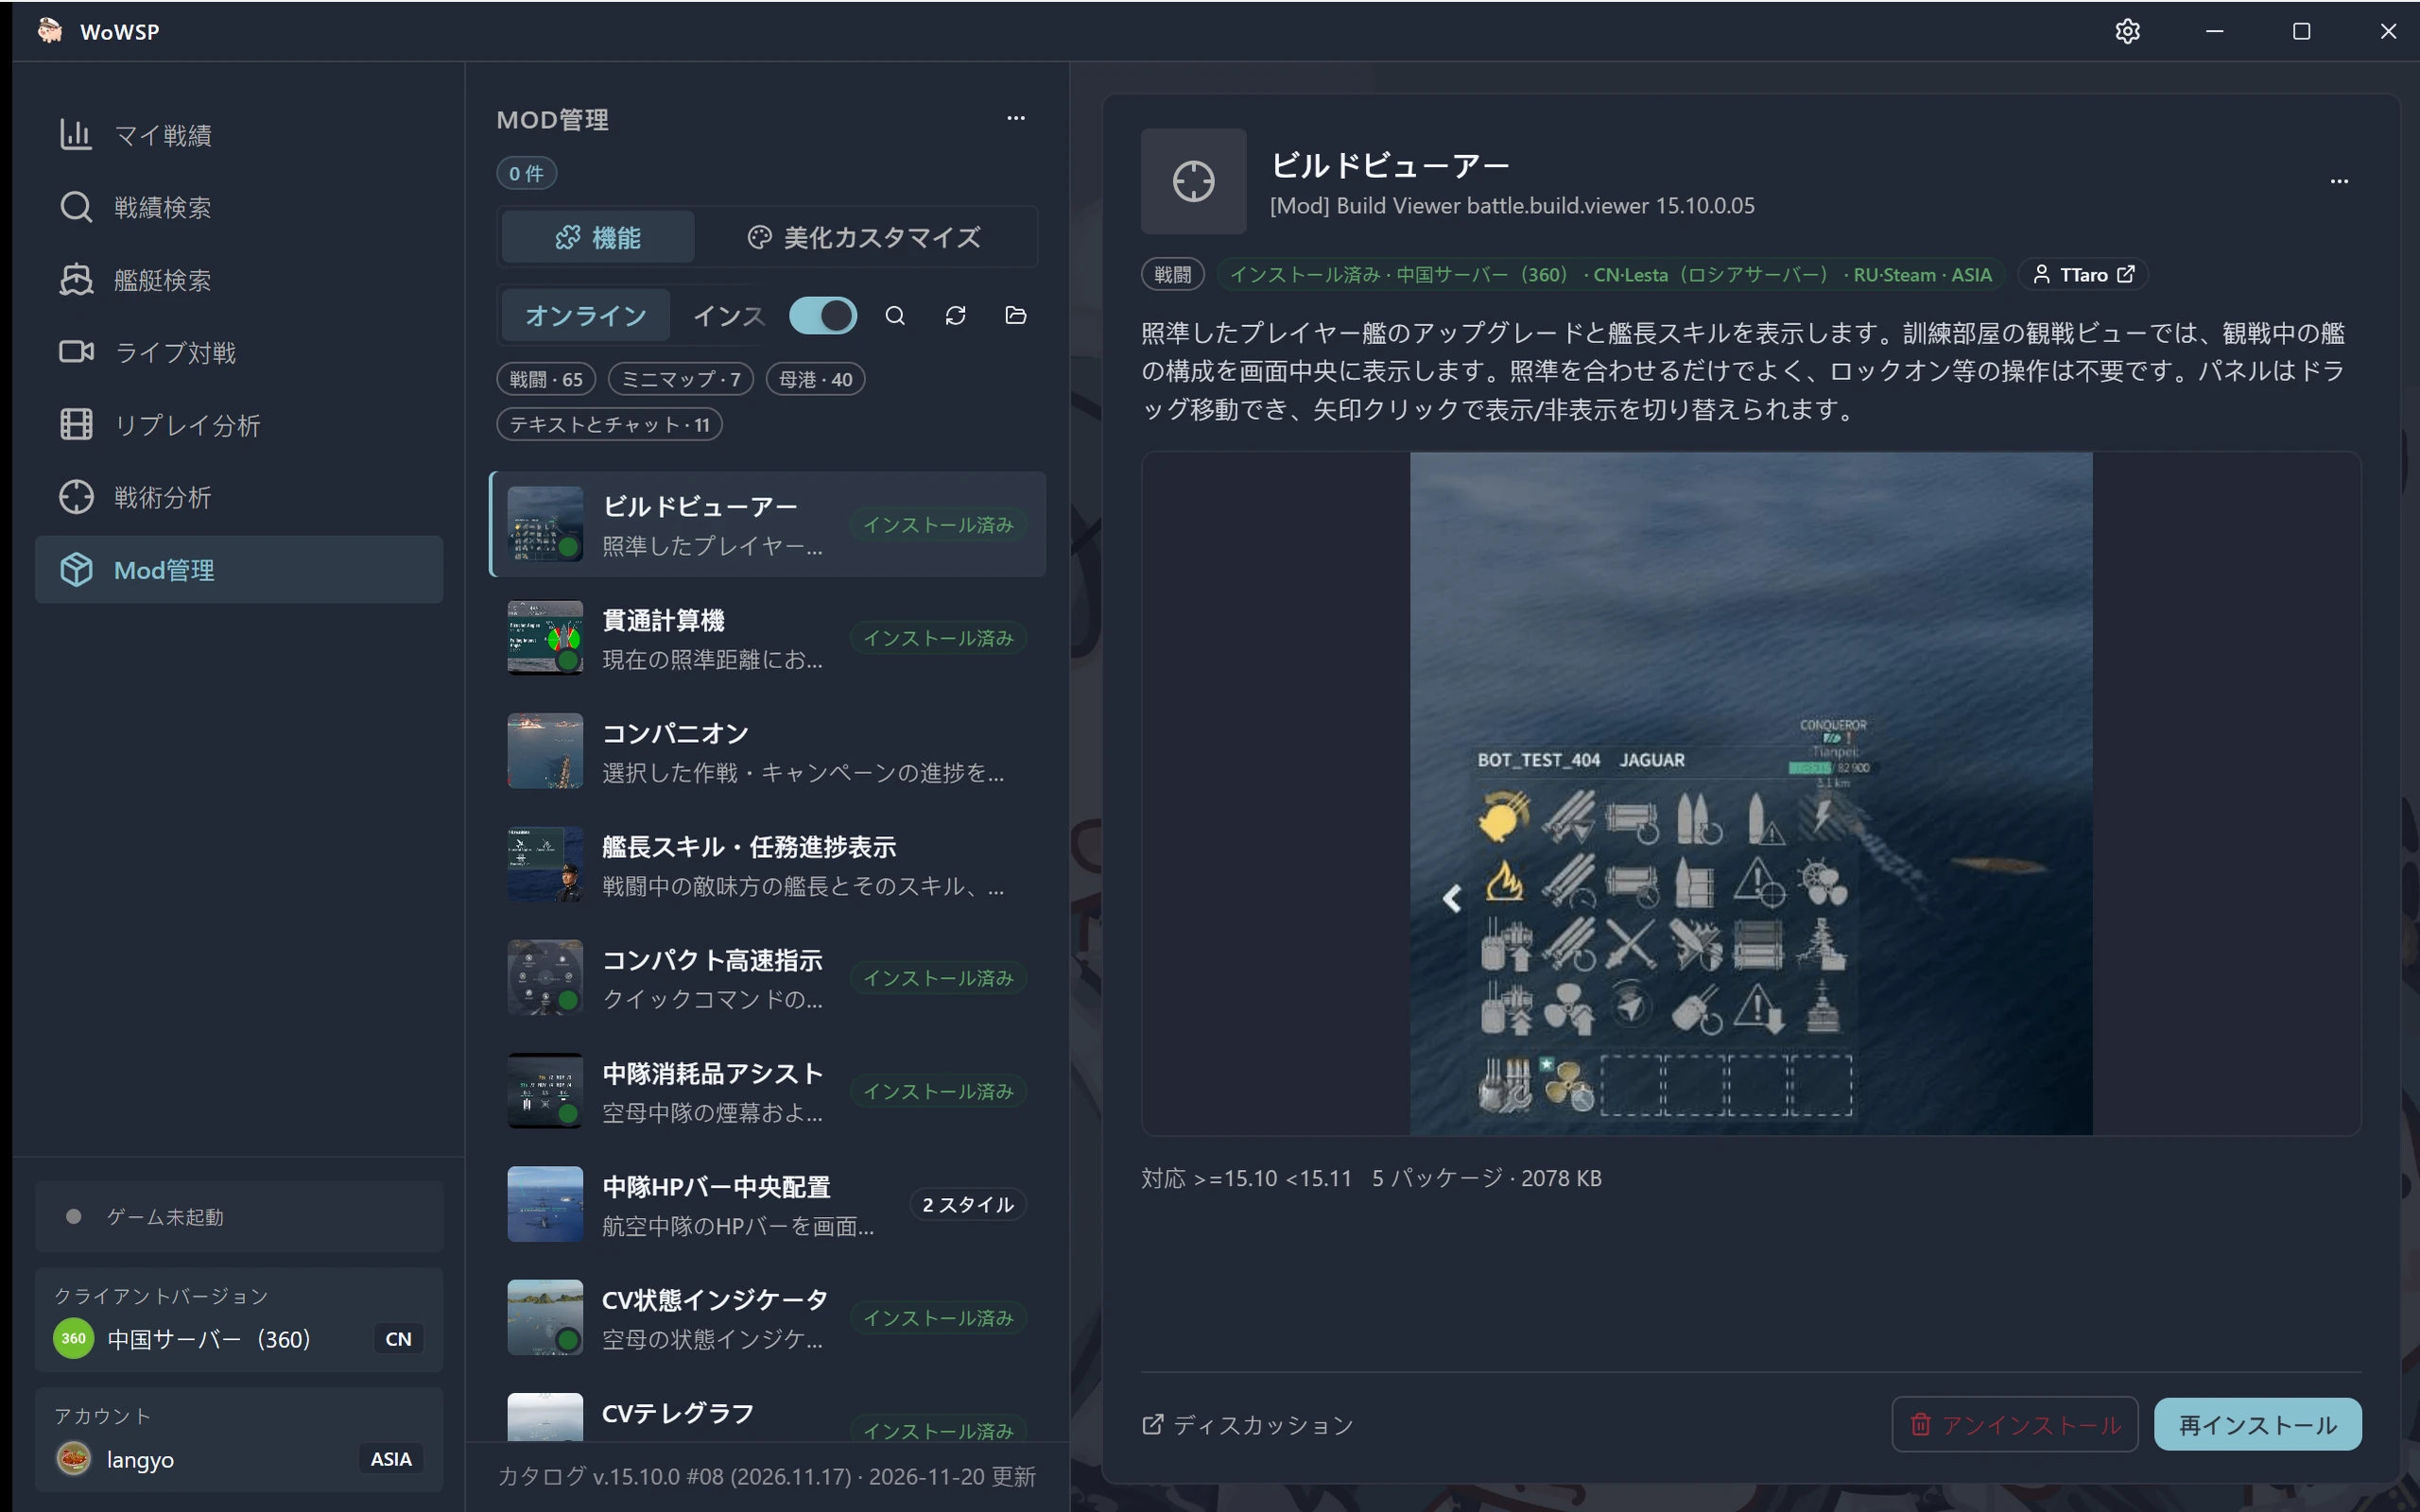 WoWSP
マイ戦績
戦績検索
艦艇検索
ライブ対戦
リプレイ分析
戦術分析
Mod管理
ゲーム未起動
クライアントバージョン
360 中国サーバー（360） CN
アカウント
langyo ASIA
MOD管理
0 件
機能 美化カスタマイズ
オンライン インス
戦闘 · 65 ミニマップ · 7 母港 · 40
テキストとチャット · 11
ビルドビューアー
照準したプレイヤー...
インストール済み
貫通計算機
現在の照準距離にお...
インストール済み
コンパニオン
選択した作戦・キャンペーンの進捗を...
艦長スキル・任務進捗表示
戦闘中の敵味方の艦長とそのスキル、...
コンパクト高速指示
クイックコマンドの...
インストール済み
中隊消耗品アシスト
空母中隊の煙幕およ...
インストール済み
中隊HPバー中央配置
航空中隊のHPバーを画面...
2 スタイル
CV状態インジケータ
空母の状態インジケ...
インストール済み
CVテレグラフ
インストール済み
カタログ v.15.10.0 #08 (2026.11.17) · 2026-11-20 更新
ビルドビューアー
[Mod] Build Viewer battle.build.viewer 15.10.0.05
戦闘 インストール済み · 中国サーバー（360） · CN·Lesta（ロシアサーバー） · RU·Steam · ASIA TTaro
照準したプレイヤー艦のアップグレードと艦長スキルを表示します。訓練部屋の観戦ビューでは、観戦中の艦
の構成を画面中央に表示します。照準を合わせるだけでよく、ロックオン等の操作は不要です。パネルはドラ
ッグ移動でき、矢印クリックで表示/非表示を切り替えられます。
CONQUEROR
Tianpei
82 900
5.1 km
BOT_TEST_404 JAGUAR
対応 >=15.10 <15.11 5 パッケージ · 2078 KB
ディスカッション
アンインストール
再インストール